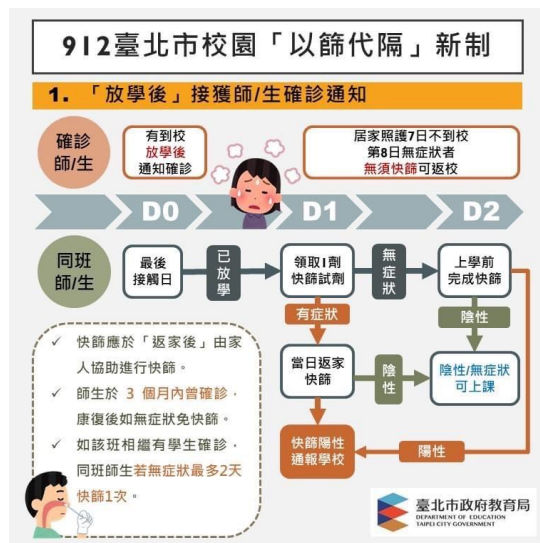 912臺北市校園「以篩代隔」新制
1. 「放學後」接獲師/生確診通知
確診
師/生
有到校
放學後
通知確診
居家照護7日不到校
第8日無症狀者
無須快篩可返校
D0
D1
D2
同班
師/生
最後
接觸日
已放學
領取1劑
快篩試劑
無症狀
上學前
完成快篩
有症狀
陰性
當日返家
快篩
陰性
陰性/無症狀
可上課
快篩陽性
通報學校
陽性
✓ 快篩應於「返家後」由家
人協助進行快篩。
✓ 師生於 3 個月內曾確診，
康復後如無症狀免快篩。
✓ 如該班相繼有學生確診，
同班師生若無症狀最多2天
快篩1次。
臺北市政府教育局
DEPARTMENT OF EDUCATION
TAIPEI CITY GOVERNMENT